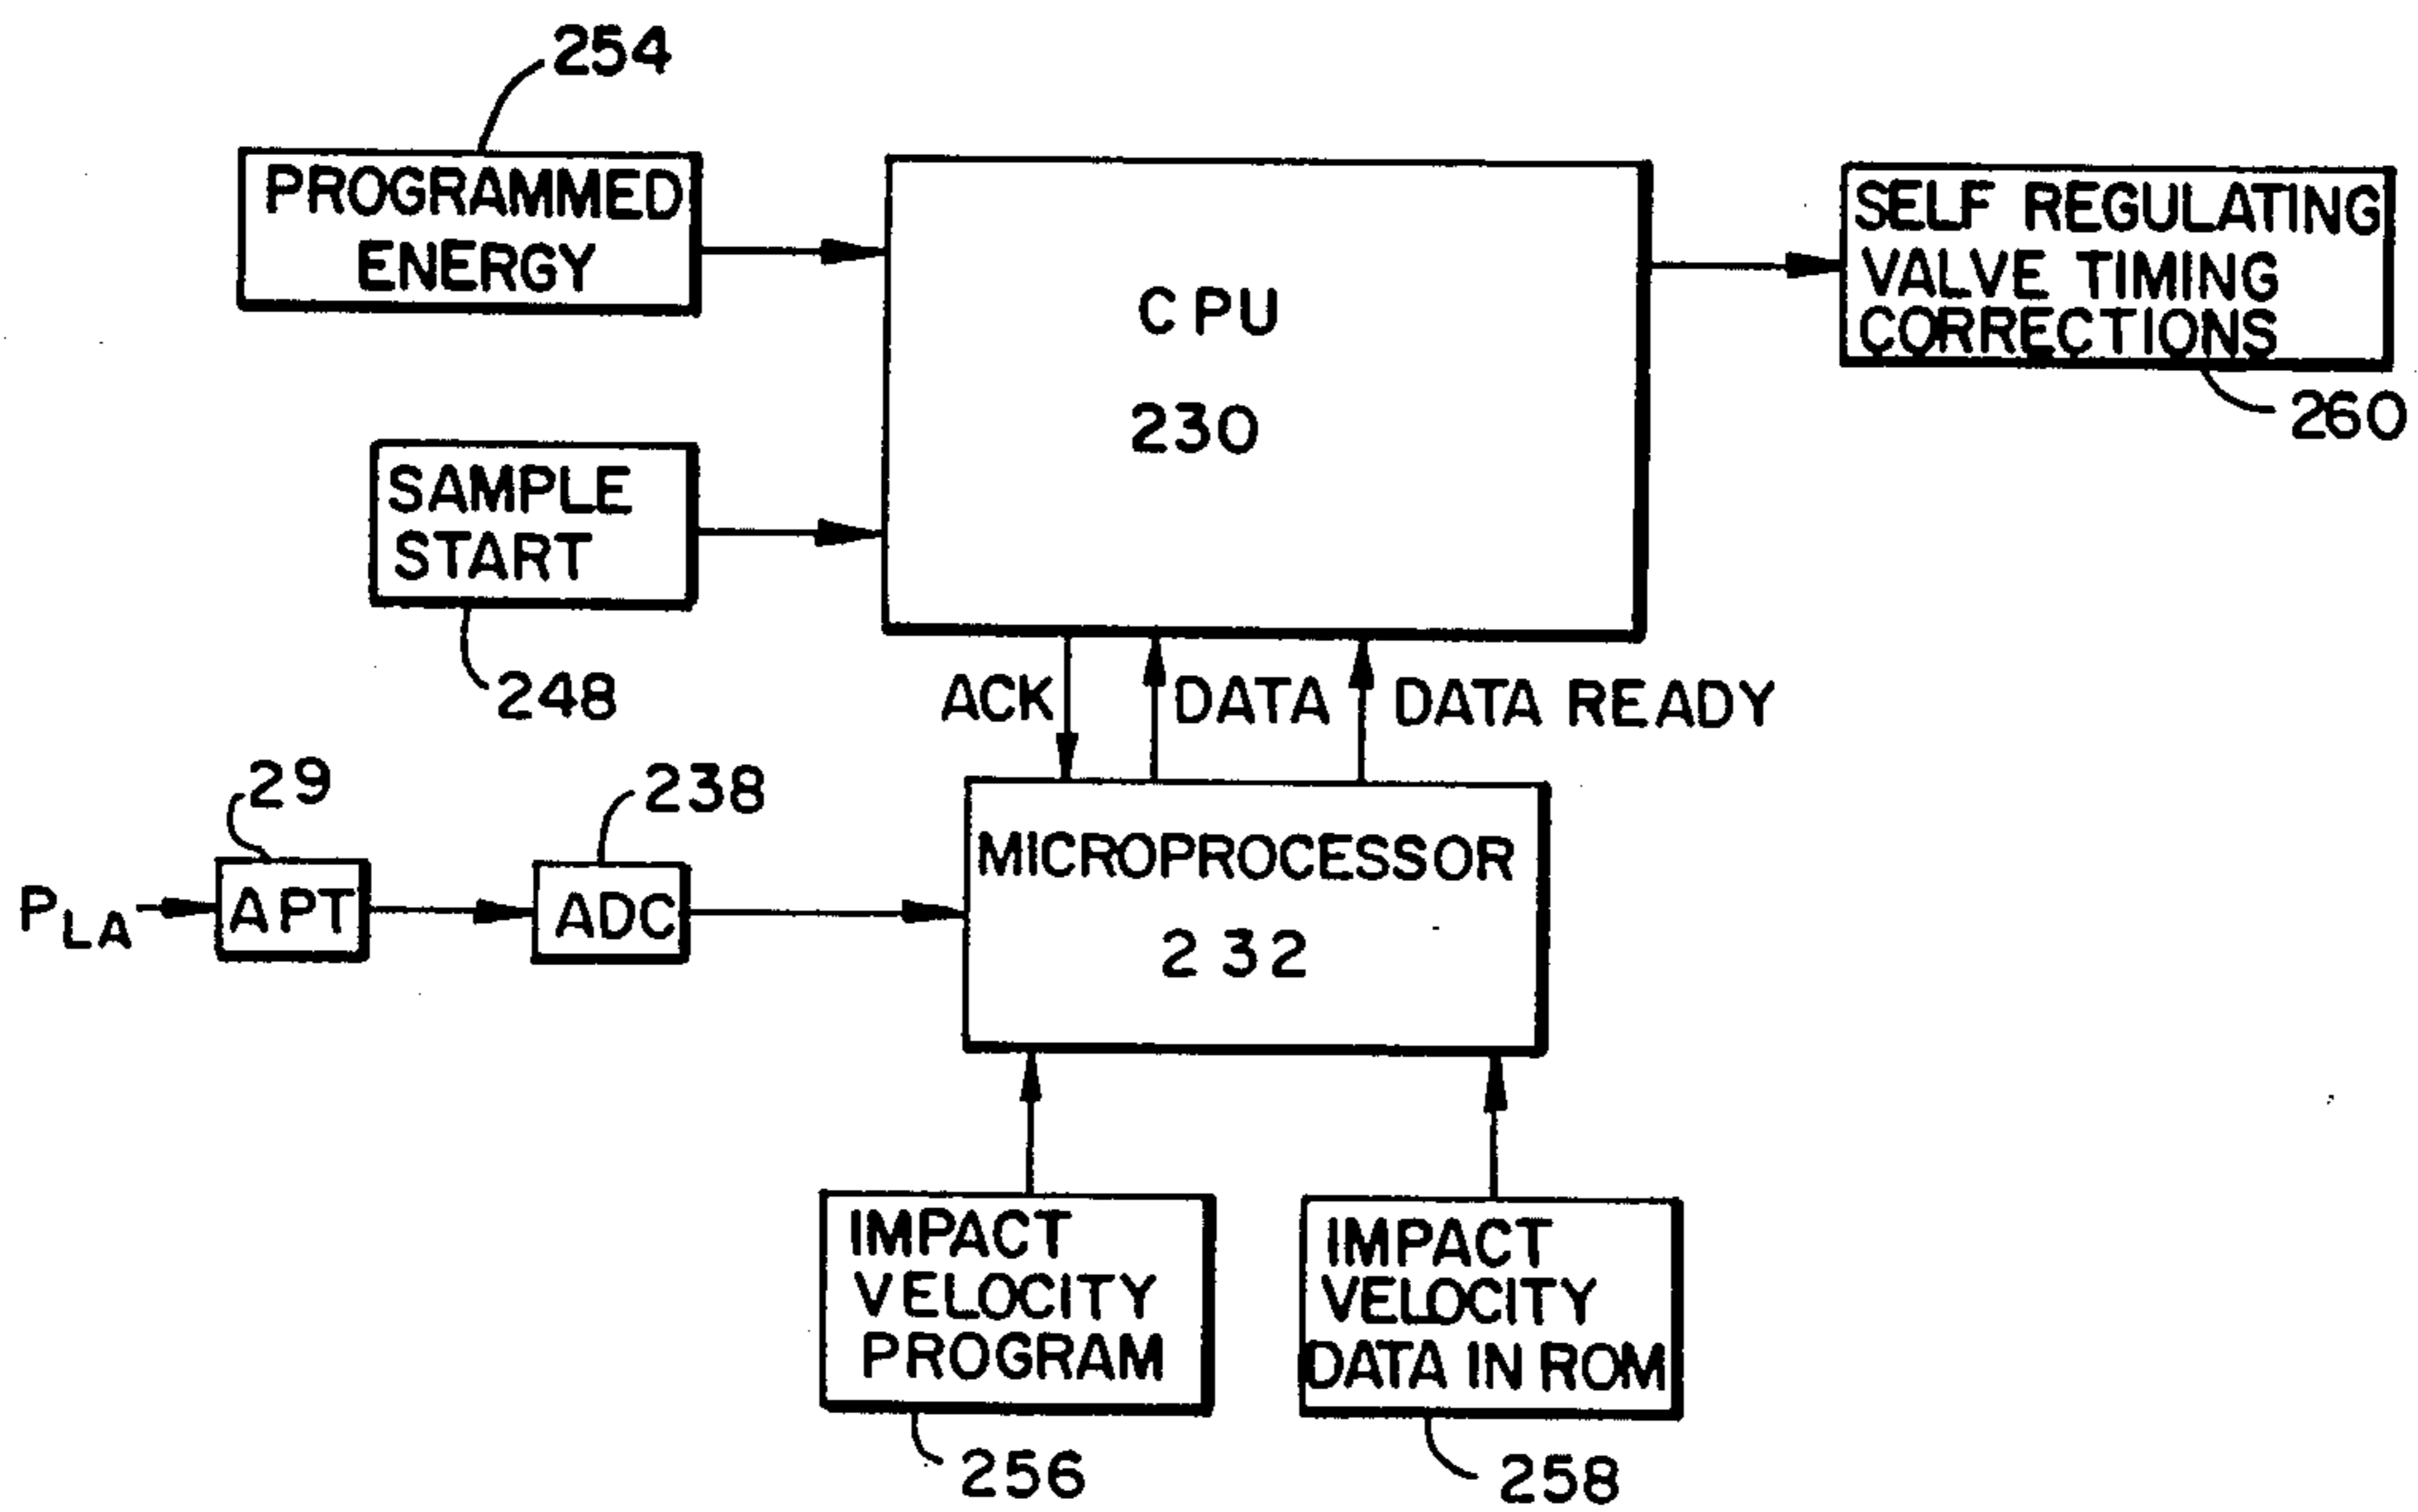 254
PROGRAMMED
ENERGY
CPU
230
SELF REGULATING
VALVE TIMING
CORRECTIONS
260
SAMPLE
START
248
ACK
DATA
DATA READY
29
238
PLA
APT
ADC
MICROPROCESSOR
232
IMPACT
VELOCITY
PROGRAM
256
IMPACT
VELOCITY
DATA IN ROM
258